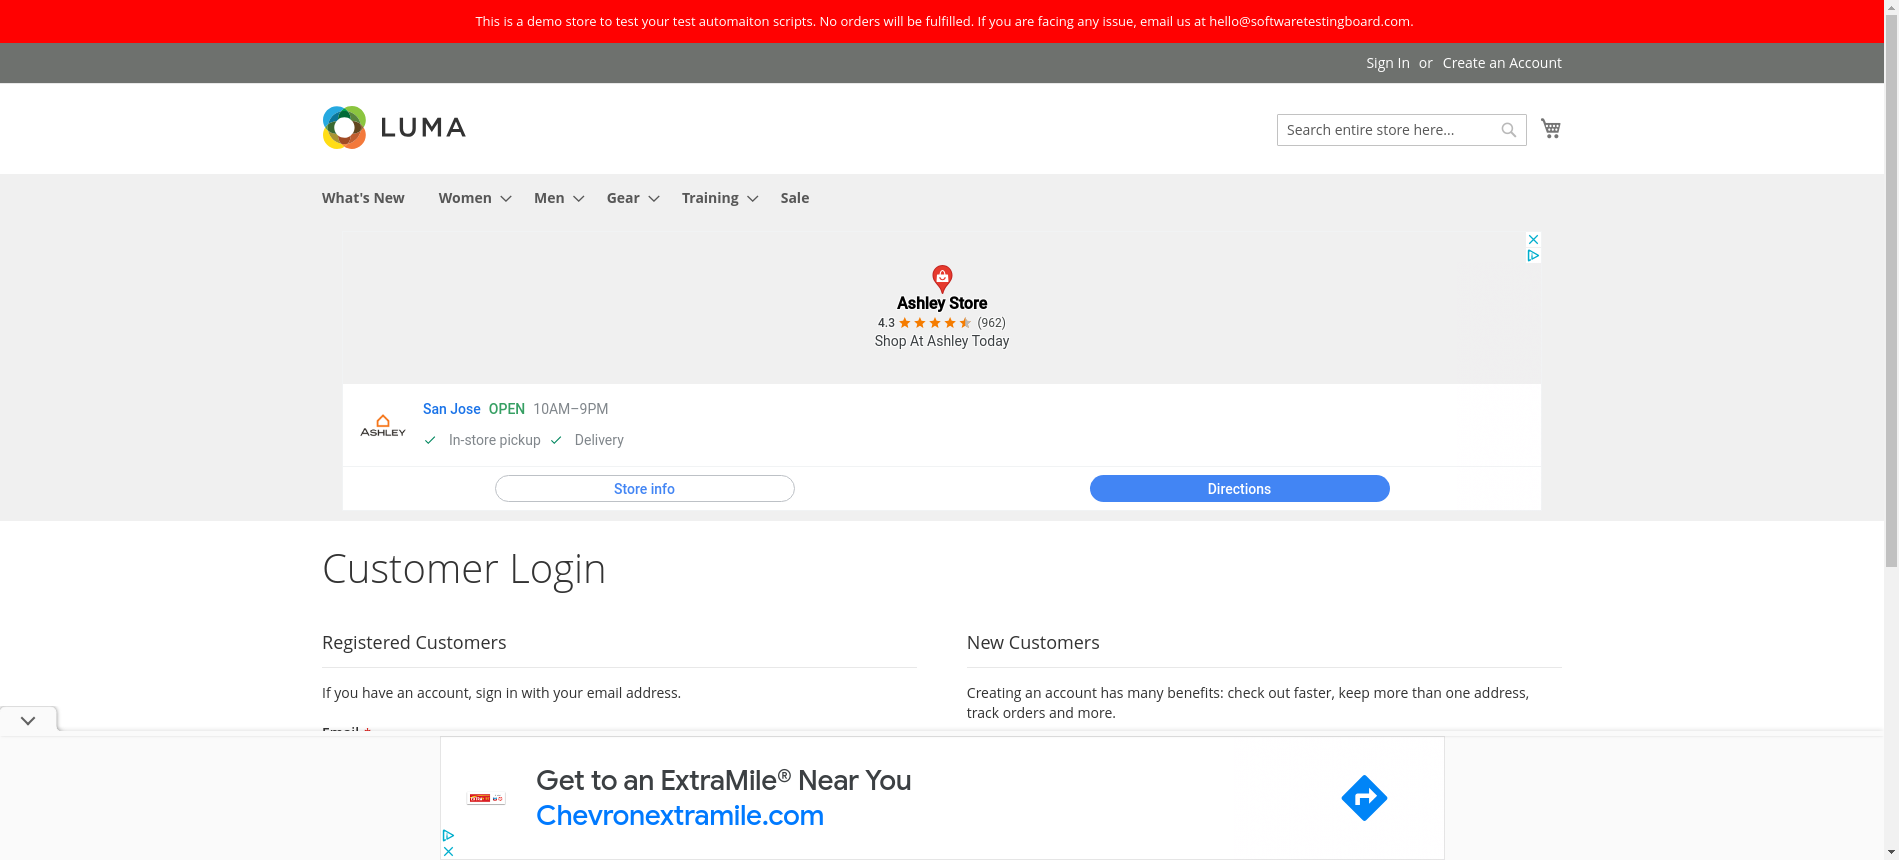 This is a demo store to test your test automaiton scripts. No orders will be fulfilled. If you are facing any issue, email us at hello@softwaretestingboard.com.
Sign In or Create an Account
LUMA
Search entire store here...
What's New Women Men Gear Training Sale
Ashley Store
4.3 (962)
Shop At Ashley Today
ASHLEY
San Jose OPEN 10AM–9PM
In-store pickup Delivery
Store info
Directions
Customer Login
Registered Customers
If you have an account, sign in with your email address.
Email *
New Customers
Creating an account has many benefits: check out faster, keep more than one address,
track orders and more.
Get to an ExtraMile® Near You
Chevronextramile.com